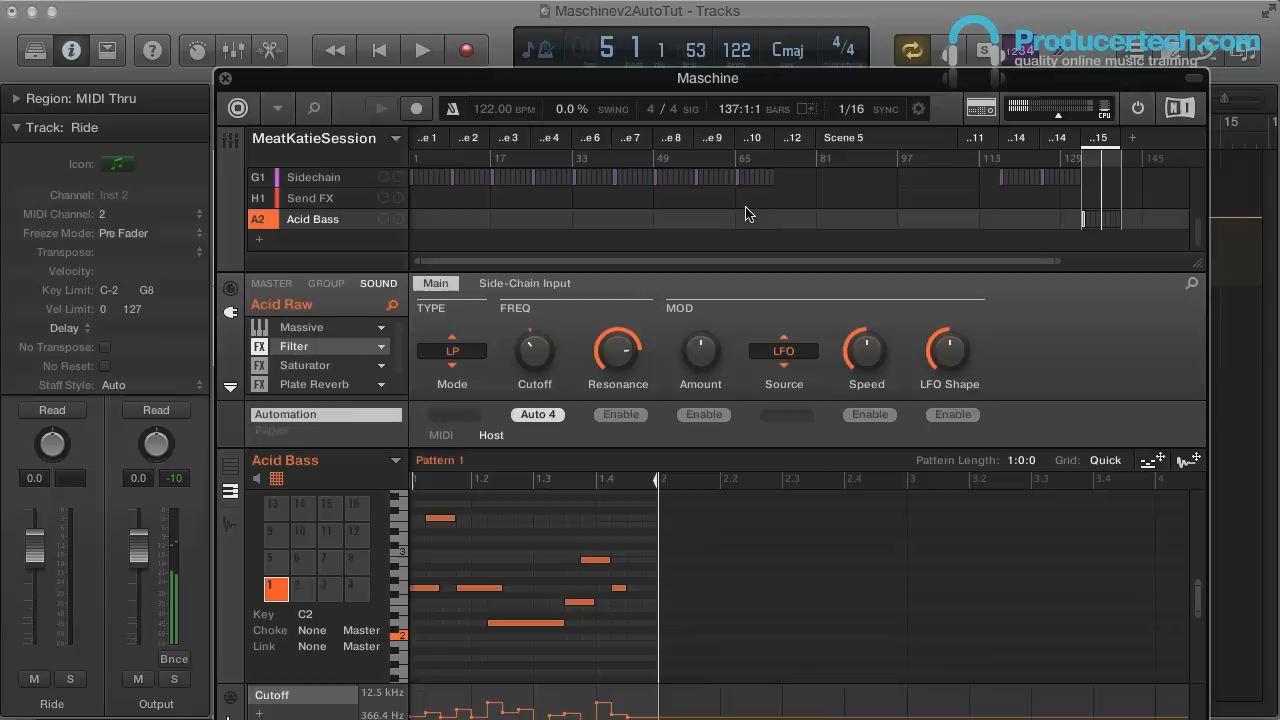 Maschinev2AutoTut - Tracks
5 1 1 53 122 Cmaj 4/4
S 1234
Producertech.com
quality online music training
Region: MIDI Thru
Track: Ride
Icon:
Channel: Inst 2
MIDI Channel: 2
Freeze Mode: Pre Fader
Transpose:
Velocity:
Key Limit: C-2 G8
Vel Limit: 0 127
Delay
No Transpose:
No Reset:
Staff Style: Auto
Read Read
0.0 0.0 -10
Bnce
M S M S
Ride Output
Maschine
122.00 BPM 0.0 % SWING 4 / 4 SIG 137:1:1 1/16 SYNC CPU
MeatKatieSession ..e 1 ..e 2 ..e 3 ..e 4 ..e 6 ..e 7 ..e 8 ..e 9 ..10 ..12 Scene 5 ..11 ..14 ..14 ..15 +
1 17 33 49 65 81 97 113 129 145
15
G1 Sidechain
H1 Send FX
A2 Acid Bass
+
MASTER GROUP SOUND
Acid Raw
Massive
FX Filter
FX Saturator
FX Plate Reverb
Main Side-Chain Input
TYPE FREQ MOD
LP LFO
Mode Cutoff Resonance Amount Source Speed LFO Shape
Automation Auto 4 Enable Enable Enable Enable
Pages MIDI Host
Acid Bass Pattern 1 Pattern Length: 1:0:0 Grid: Quick
1 1.2 1.3 1.4 2 2.2 2.3 2.4 3 3.2 3.3 3.4 4
13 14 15 16
9 10 11 12
5 6 7 8
1 2 3 4
3
2
Key C2
Choke None Master
Link None Master
Cutoff 12.5 kHz
+ 366.4 Hz